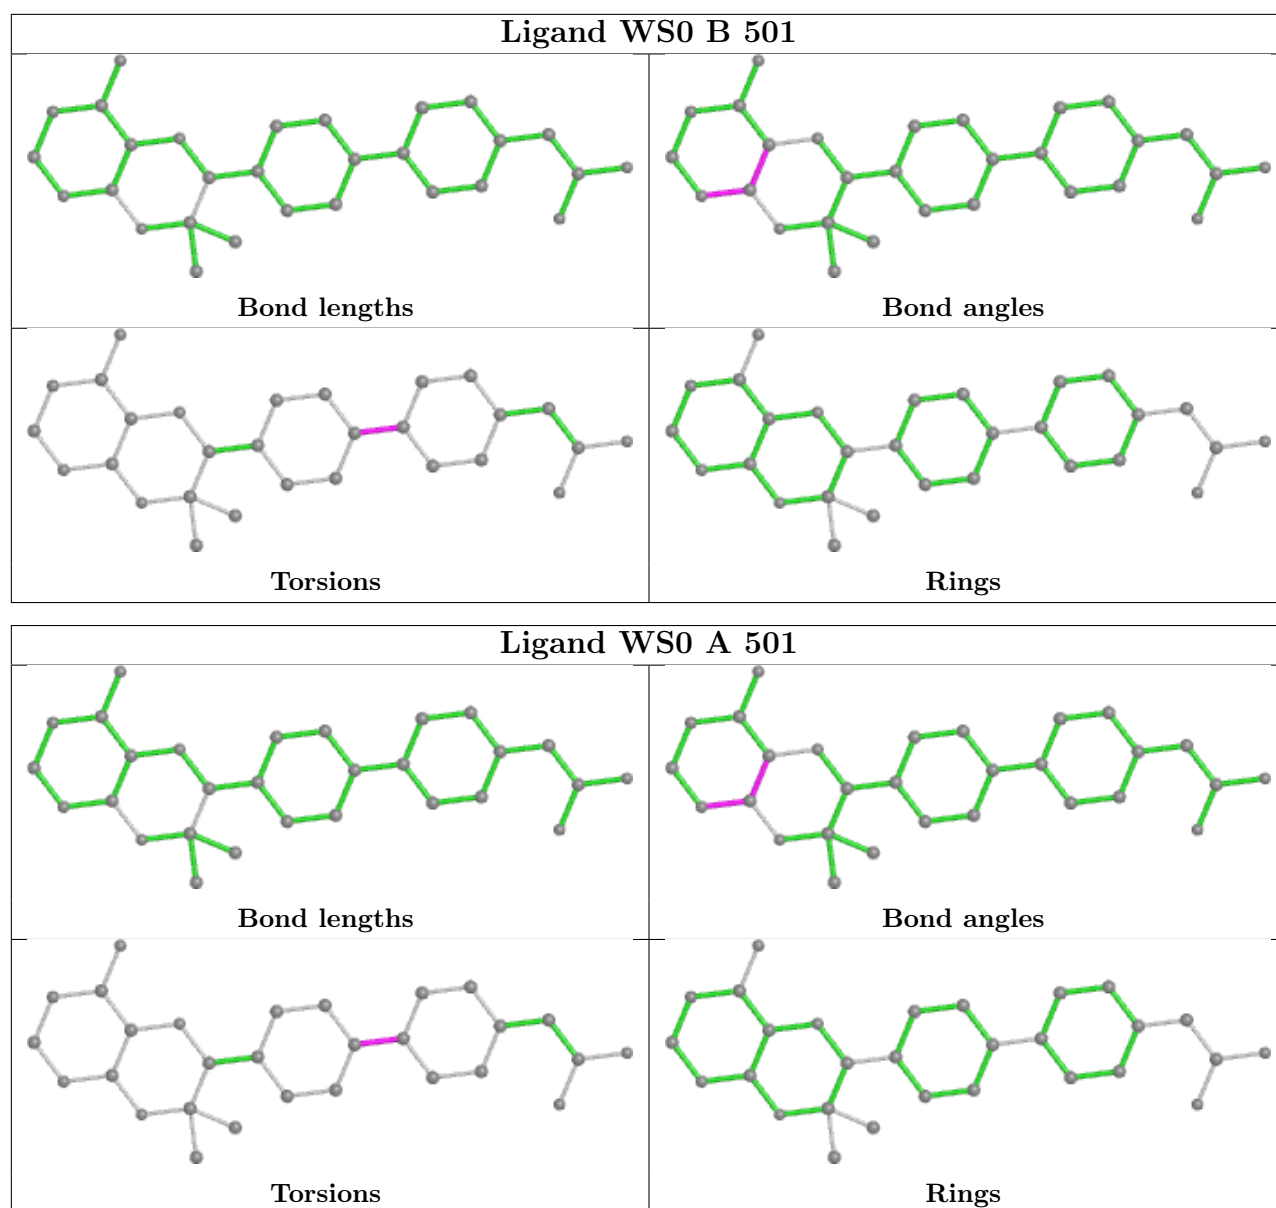 Ligand WS0 B 501
Bond lengths
Bond angles
Torsions
Rings
Ligand WS0 A 501
Bond lengths
Bond angles
Torsions
Rings